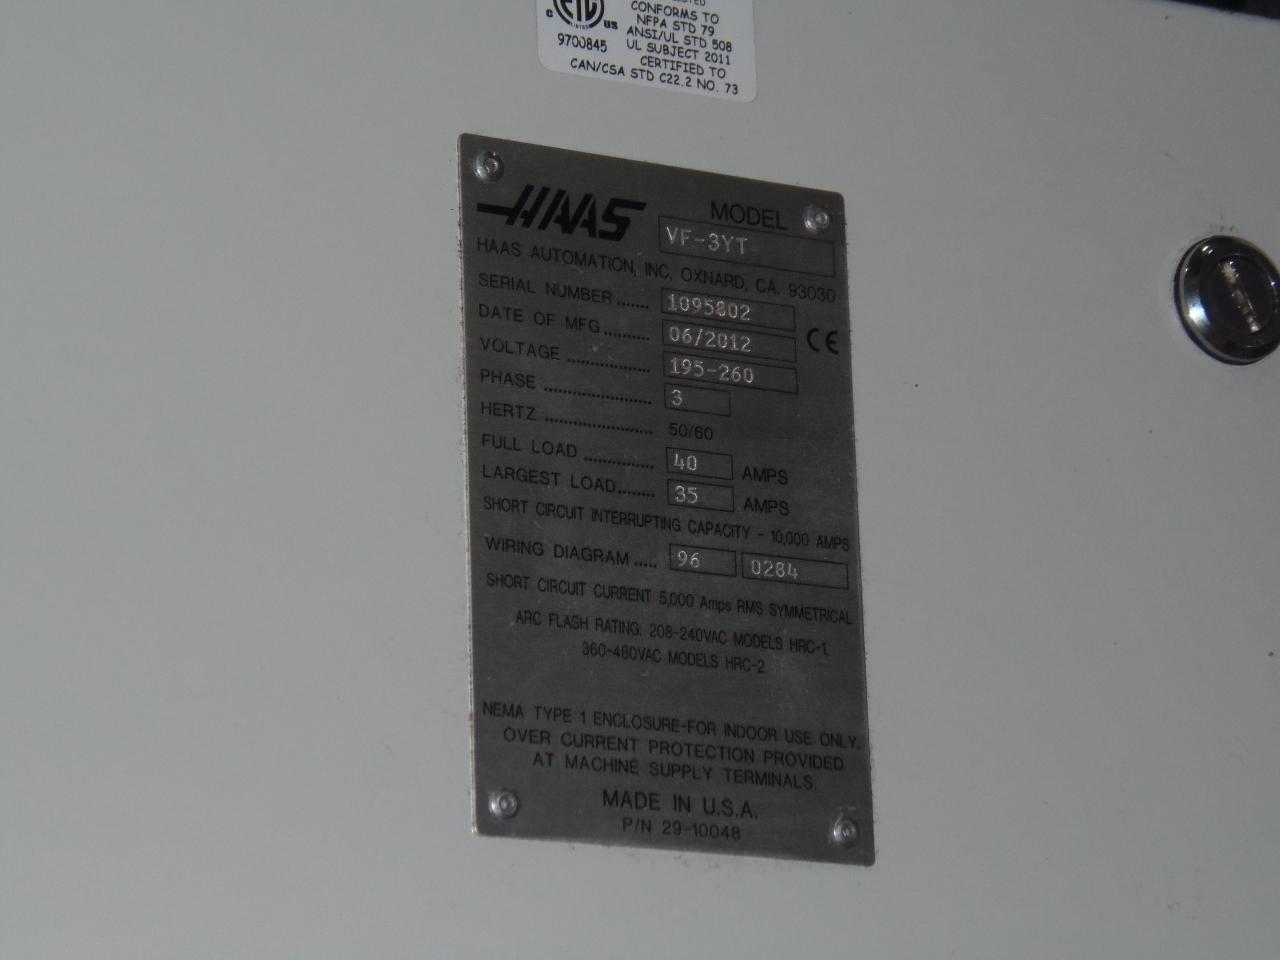 C US
CONFORMS TO
NFPA STD 79
ANSI/UL STD 508
9700845 UL SUBJECT 2011
CERTIFIED TO
CAN/CSA STD C22.2 NO. 73
HAAS MODEL
VF-3YT
HAAS AUTOMATION, INC, OXNARD, CA. 93030
SERIAL NUMBER ....... 1095802
DATE OF MFG .......... 06/2012 CE
VOLTAGE .................. 195-260
PHASE ....................... 3
HERTZ ....................... 50/60
FULL LOAD ............... 40 AMPS
LARGEST LOAD........ 35 AMPS
SHORT CIRCUIT INTERRUPTING CAPACITY - 10,000 AMPS
WIRING DIAGRAM ..... 96 0284
SHORT CIRCUIT CURRENT 5,000 Amps RMS SYMMETRICAL
ARC FLASH RATING: 208-240VAC MODELS HRC-1,
360-480VAC MODELS HRC-2.
NEMA TYPE 1 ENCLOSURE-FOR INDOOR USE ONLY.
OVER CURRENT PROTECTION PROVIDED
AT MACHINE SUPPLY TERMINALS.
MADE IN U.S.A.
P/N 29-10048